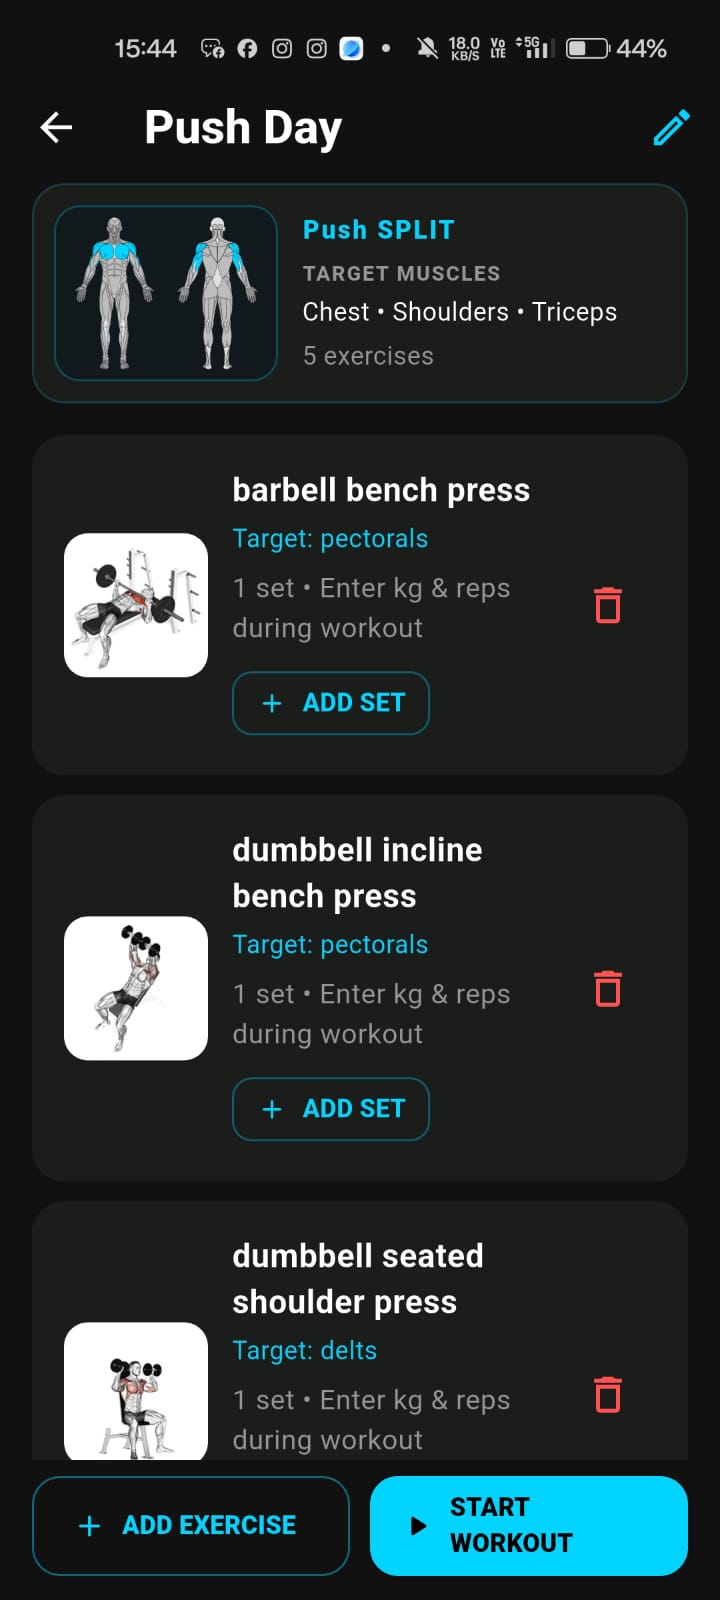 15:44 18.0 KB/S Vo LTE 5G 44%
Push Day
Push SPLIT
TARGET MUSCLES
Chest • Shoulders • Triceps
5 exercises
barbell bench press
Target: pectorals
1 set • Enter kg & reps
during workout
+ ADD SET
dumbbell incline
bench press
Target: pectorals
1 set • Enter kg & reps
during workout
+ ADD SET
dumbbell seated
shoulder press
Target: delts
1 set • Enter kg & reps
during workout
+ ADD EXERCISE
START
WORKOUT